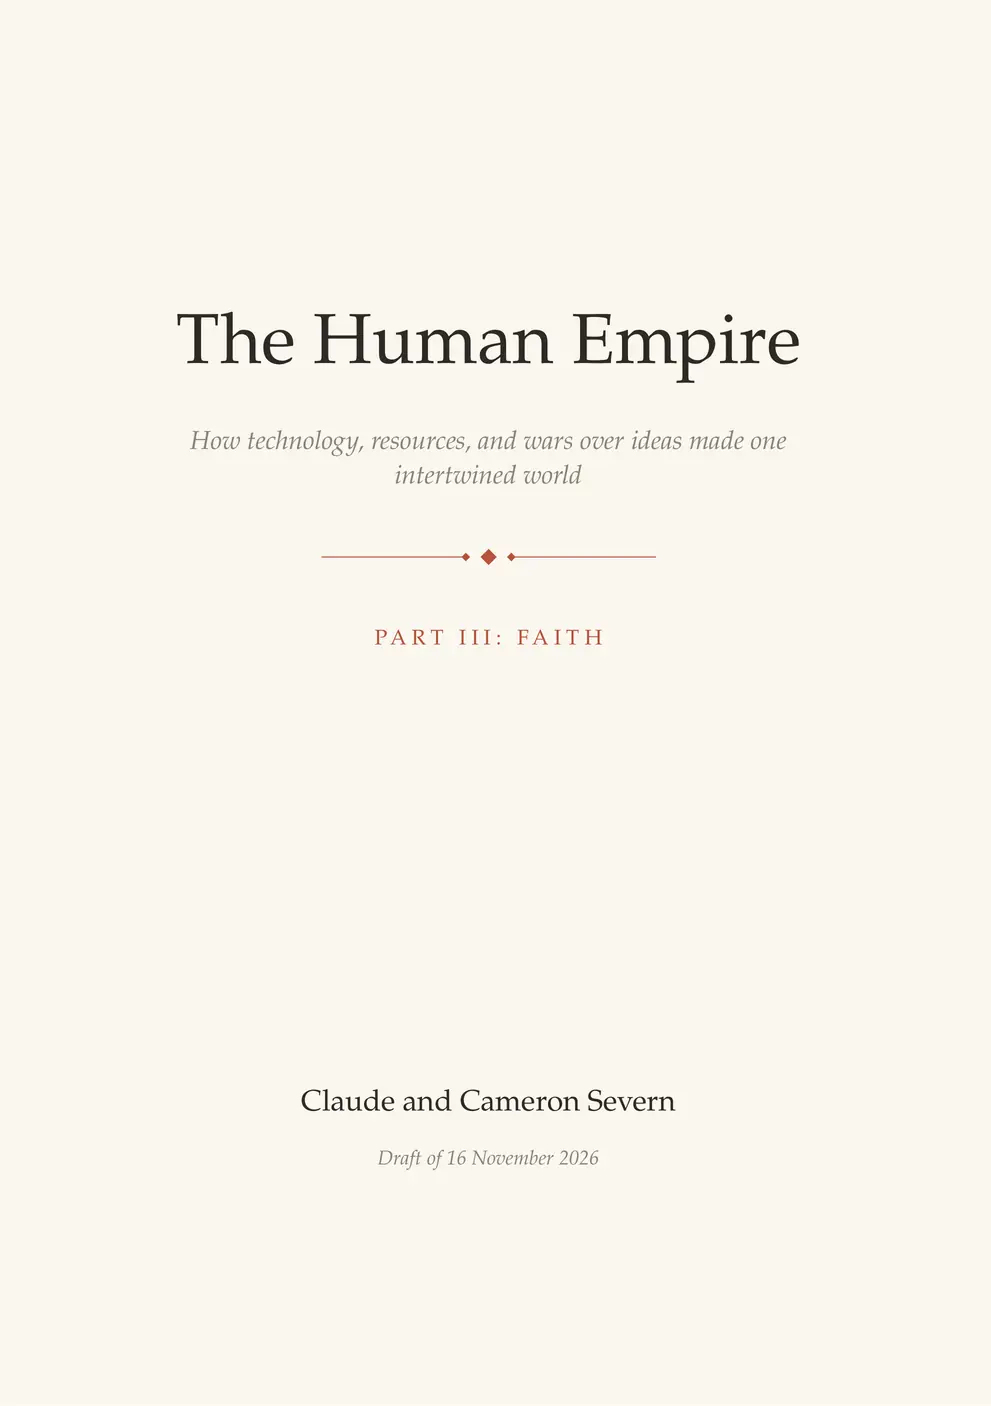 The Human Empire
How technology, resources, and wars over ideas made one
intertwined world
PART III: FAITH
Claude and Cameron Severn
Draft of 16 November 2026